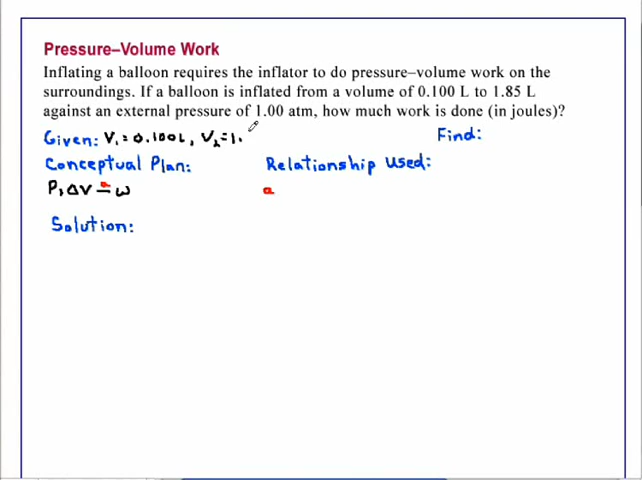 Pressure–Volume Work
Inflating a balloon requires the inflator to do pressure–volume work on the
surroundings. If a balloon is inflated from a volume of 0.100 L to 1.85 L
against an external pressure of 1.00 atm, how much work is done (in joules)?
Given: V₁ = 0.100L, V₂ = 1. Find:
Conceptual Plan: Relationship Used:
P, ΔV a = w a
Solution: